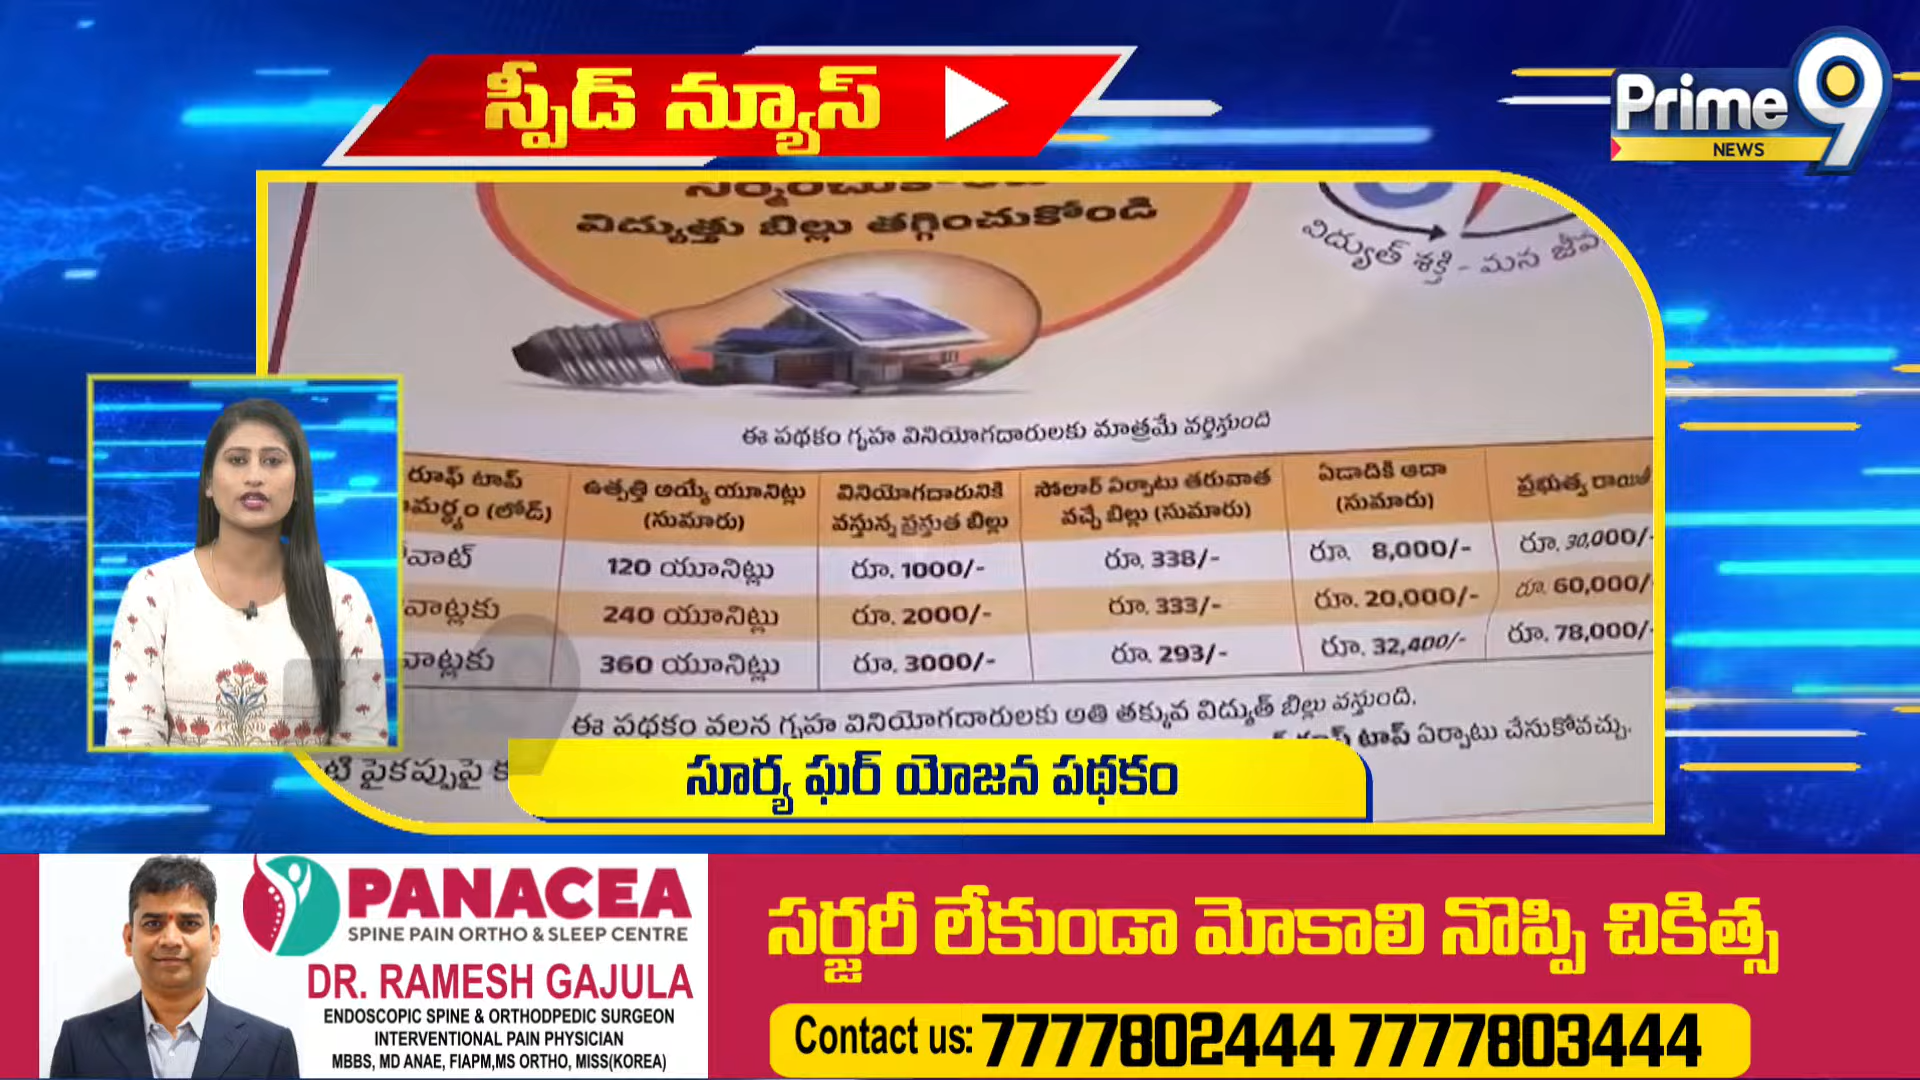 స్పీడ్ న్యూస్
Prime9
NEWS
విద్యుత్తు బిల్లు తగ్గించుకోండి
విద్యుత్ శక్తి - మన జీవ
ఈ పథకం గృహ వినియోగదారులకు మాత్రమే వర్తిస్తుంది
రూఫ్ టాప్ (లోడ్) | ఉత్పత్తి అయ్యే యూనిట్లు (సుమారు) | వినియోగదారునికి వస్తున్న ప్రస్తుత బిల్లు | సోలార్ ఏర్పాటు తరువాత వచ్చే బిల్లు (సుమారు) | ఏడాదికి ఆదా (సుమారు) | ప్రభుత్వ
వాట్ 120 యూనిట్లు రూ. 1000/- రూ. 338/- రూ. 8,000/- రూ. 30,000/-
వాట్లకు 240 యూనిట్లు రూ. 2000/- రూ. 333/- రూ. 20,000/- రూ. 60,000/-
వాట్లకు 360 యూనిట్లు రూ. 3000/- రూ. 293/- రూ. 32,400/- రూ. 78,000/-
ఈ పథకం వలన గృహ వినియోగదారులకు అతి తక్కువ విద్యుత్ బిల్లు వస్తుంది.
టాప్ ఏర్పాటు చేసుకోవచ్చు.
పైకప్పుపై
సూర్య ఘర్ యోజన పథకం
PANACEA
SPINE PAIN ORTHO & SLEEP CENTRE
DR. RAMESH GAJULA
ENDOSCOPIC SPINE & ORTHODPEDIC SURGEON
INTERVENTIONAL PAIN PHYSICIAN
MBBS, MD ANAE, FIAPM,MS ORTHO, MISS(KOREA)
సర్జరీ లేకుండా మోకాలి నొప్పి చికిత్స
Contact us: 7777802444 7777803444